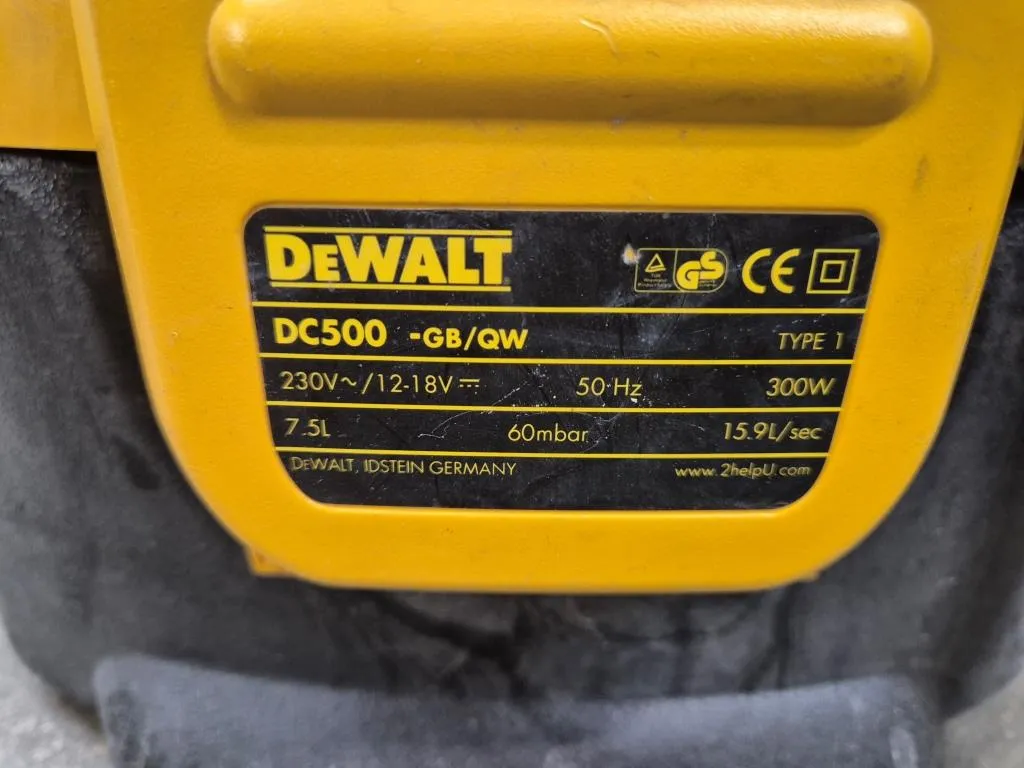 DEWALT
GS CE
DC500 -GB/QW TYPE 1
230V~/12-18V⎓ 50 Hz 300W
7.5L 60mbar 15.9L/sec
DEWALT, IDSTEIN GERMANY www.2helpU.com